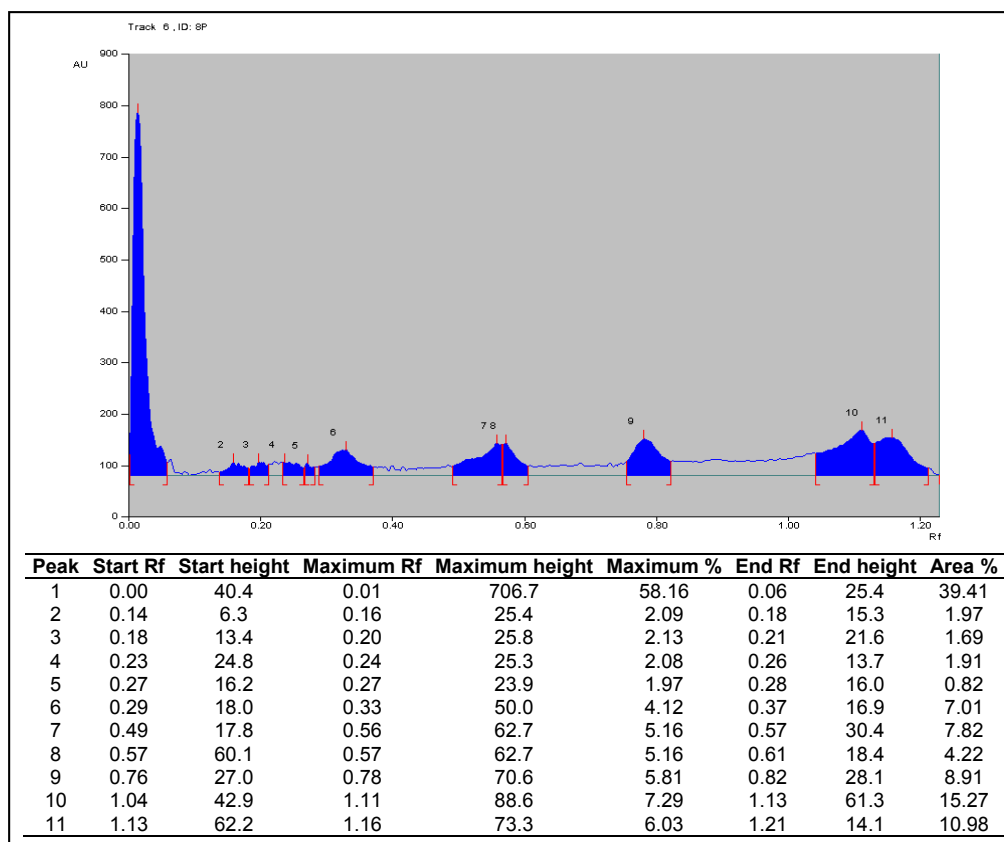 Track 6 , ID: 8P
900
AU
800
700
600
500
400
300
200
100
0
2 3 4 5 6 7 8 9 10 11
0.00 0.20 0.40 0.60 0.80 1.00 1.20
Rf
Peak Start Rf Start height Maximum Rf Maximum height Maximum % End Rf End height Area %
1 0.00 40.4 0.01 706.7 58.16 0.06 25.4 39.41
2 0.14 6.3 0.16 25.4 2.09 0.18 15.3 1.97
3 0.18 13.4 0.20 25.8 2.13 0.21 21.6 1.69
4 0.23 24.8 0.24 25.3 2.08 0.26 13.7 1.91
5 0.27 16.2 0.27 23.9 1.97 0.28 16.0 0.82
6 0.29 18.0 0.33 50.0 4.12 0.37 16.9 7.01
7 0.49 17.8 0.56 62.7 5.16 0.57 30.4 7.82
8 0.57 60.1 0.57 62.7 5.16 0.61 18.4 4.22
9 0.76 27.0 0.78 70.6 5.81 0.82 28.1 8.91
10 1.04 42.9 1.11 88.6 7.29 1.13 61.3 15.27
11 1.13 62.2 1.16 73.3 6.03 1.21 14.1 10.98